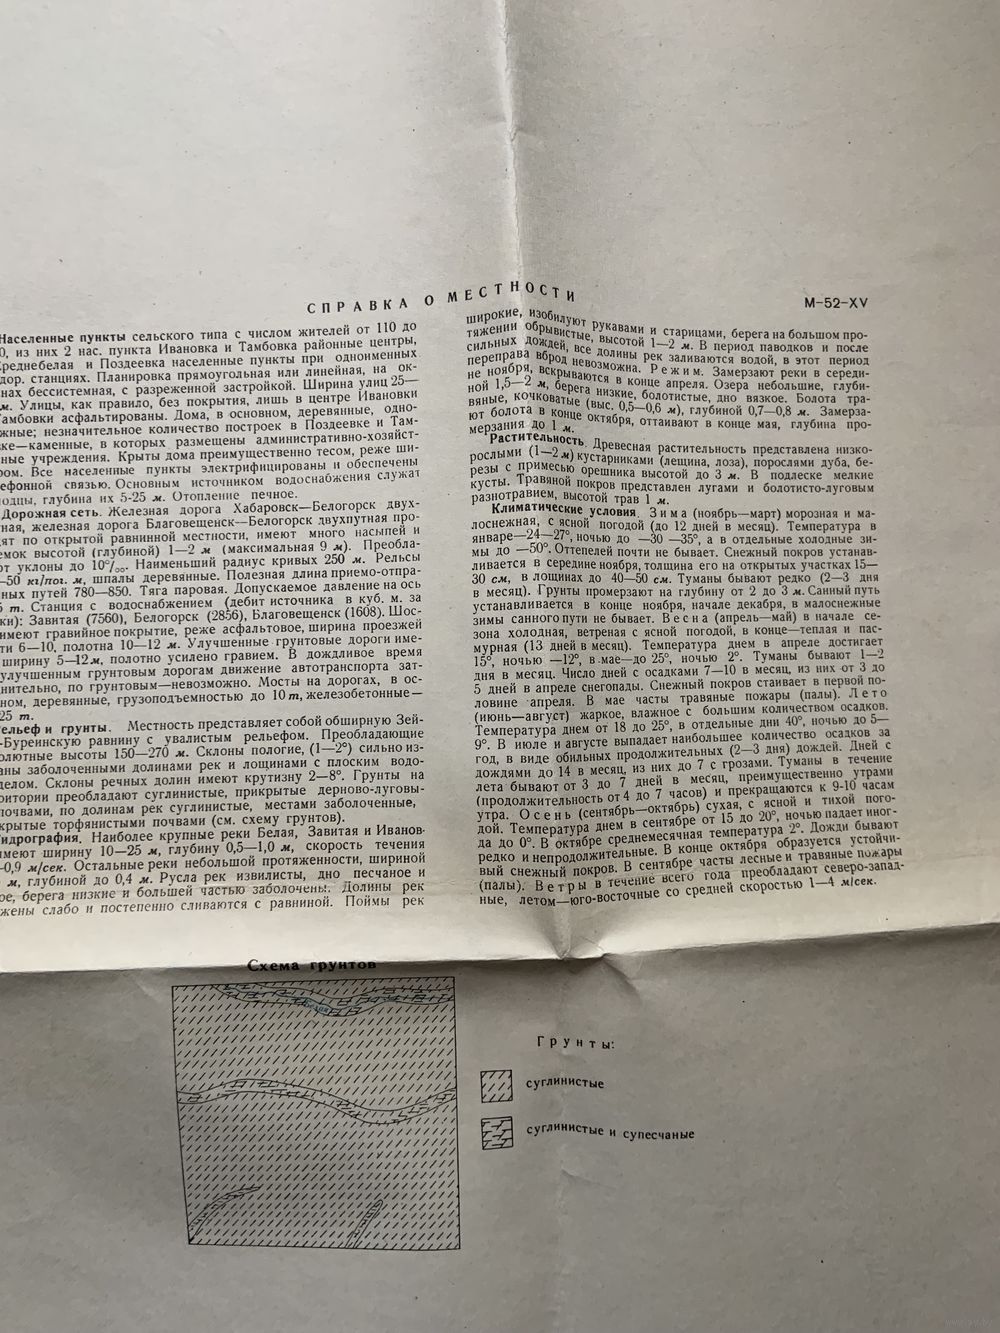 СПРАВКА О МЕСТНОСТИ
М-52-XV
Населенные пункты сельского типа с числом жителей от 110 до
0, из них 2 нас. пункта Ивановка и Тамбовка районные центры,
Среднебелая и Поздеевка населенные пункты при одноименных
дор. станциях. Планировка прямоугольная или линейная, на ок-
нах бессистемная, с разреженной застройкой. Ширина улиц 25—
м. Улицы, как правило, без покрытия, лишь в центре Ивановки
Тамбовки асфальтированы. Дома, в основном, деревянные, одно-
жные; незначительное количество построек в Поздеевке и Там-
ке—каменные, в которых размещены административно-хозяйст-
ные учреждения. Крыты дома преимущественно тесом, реже ши-
ром. Все населенные пункты электрифицированы и обеспечены
ефонной связью. Основным источником водоснабжения служат
одцы, глубина их 5-25 м. Отопление печное.
Дорожная сеть. Железная дорога Хабаровск—Белогорск двух-
ная, железная дорога Благовещенск—Белогорск двухпутная про-
дят по открытой равнинной местности, имеют много насыпей и
емок высотой (глубиной) 1—2 м (максимальная 9 м). Преобла-
ют уклоны до 10°/₀₀. Наименьший радиус кривых 250 м. Рельсы
—50 кг/пог. м, шпалы деревянные. Полезная длина приемо-отпра-
ных путей 780—850. Тяга паровая. Допускаемое давление на ось
т. Станция с водоснабжением (дебит источника в куб. м. за
ки): Завитая (7560), Белогорск (2856), Благовещенск (1608). Шос-
имеют гравийное покрытие, реже асфальтовое, ширина проезжей
ти 6—10, полотна 10—12 м. Улучшенные грунтовые дороги име-
ширину 5—12м, полотно усилено гравием. В дождливое время
улучшенным грунтовым дорогам движение автотранспорта зат-
нительно, по грунтовым—невозможно. Мосты на дорогах, в ос-
ном, деревянные, грузоподъемностью до 10 т, железобетонные—
25 т.
ельеф и грунты. Местность представляет собой обширную Зей-
-Буреинскую равнину с увалистым рельефом. Преобладающие
олютные высоты 150—270 м. Склоны пологие, (1—2°) сильно из-
аны заболоченными долинами рек и лощинами с плоским водо-
делом. Склоны речных долин имеют крутизну 2—8°. Грунты на
ритории преобладают суглинистые, прикрытые дерново-луговы-
почвами, по долинам рек суглинистые, местами заболоченные,
крытые торфянистыми почвами (см. схему грунтов).
идрография. Наиболее крупные реки Белая, Завитая и Иванов-
имеют ширину 10—25 м, глубину 0,5—1,0 м, скорость течения
—0,9 м/сек. Остальные реки небольшой протяженности, шириной
м, глубиной до 0,4 м. Русла рек извилисты, дно песчаное и
ое, берега низкие и большей частью заболочены. Долины рек
жены слабо и постепенно сливаются с равниной. Поймы рек
широкие, изобилуют рукавами и старицами, берега на большом про-
тяжении обрывистые, высотой 1—2 м. В период паводков и после
сильных дождей, все долины рек заливаются водой, в этот период
переправа вброд невозможна. Режим. Замерзают реки в середи-
не ноября, вскрываются в конце апреля. Озера небольшие, глуби-
ной 1,5—2 м, берега низкие, болотистые, дно вязкое. Болота тра-
вяные, кочковатые (выс. 0,5—0,6 м), глубиной 0,7—0,8 м. Замерза-
ют болота в конце октября, оттаивают в конце мая, глубина про-
мерзания до 1 м.
Растительность. Древесная растительность представлена низко-
рослыми (1—2 м) кустарниками (лещина, лоза), порослями дуба, бе-
резы с примесью орешника высотой до 3 м. В подлеске мелкие
кусты. Травяной покров представлен лугами и болотисто-луговым
разнотравием, высотой трав 1 м.
Климатические условия. Зима (ноябрь—март) морозная и ма-
лоснежная, с ясной погодой (до 12 дней в месяц). Температура в
январе—24—27°, ночью до —30 —35°, а в отдельные холодные зи-
мы до —50°. Оттепелей почти не бывает. Снежный покров устанав-
ливается в середине ноября, толщина его на открытых участках 15—
30 см, в лощинах до 40—50 см. Туманы бывают редко (2—3 дня
в месяц). Грунты промерзают на глубину от 2 до 3 м. Санный путь
устанавливается в конце ноября, начале декабря, в малоснежные
зимы санного пути не бывает. Весна (апрель—май) в начале се-
зона холодная, ветреная с ясной погодой, в конце—теплая и пас-
мурная (13 дней в месяц). Температура днем в апреле достигает
15°, ночью —12°, в мае—до 25°, ночью 2°. Туманы бывают 1—2
дня в месяц. Число дней с осадками 7—10 в месяц, из них от 3 до
5 дней в апреле снегопады. Снежный покров стаивает в первой по-
ловине апреля. В мае часты травяные пожары (палы). Лето
(июнь—август) жаркое, влажное с большим количеством осадков.
Температура днем от 18 до 25°, в отдельные дни 40°, ночью до 5—
9°. В июле и августе выпадает наибольшее количество осадков за
год, в виде обильных продолжительных (2—3 дня) дождей. Дней с
дождями до 14 в месяц, из них до 7 с грозами. Туманы в течение
лета бывают от 3 до 7 дней в месяц, преимущественно утрами
(продолжительность от 4 до 7 часов) и прекращаются к 9-10 часам
утра. Осень (сентябрь—октябрь) сухая, с ясной и тихой пого-
дой. Температура днем в сентябре от 15 до 20°, ночью падает иног-
да до 0°. В октябре среднемесячная температура 2°. Дожди бывают
редко и непродолжительные. В конце октября образуется устойчи-
вый снежный покров. В сентябре часты лесные и травяные пожары
(палы). Ветры в течение всего года преобладают северо-запад-
ные, летом—юго-восточные со средней скоростью 1—4 м/сек.
Схема грунтов
Грунты:
суглинистые
суглинистые и супесчаные